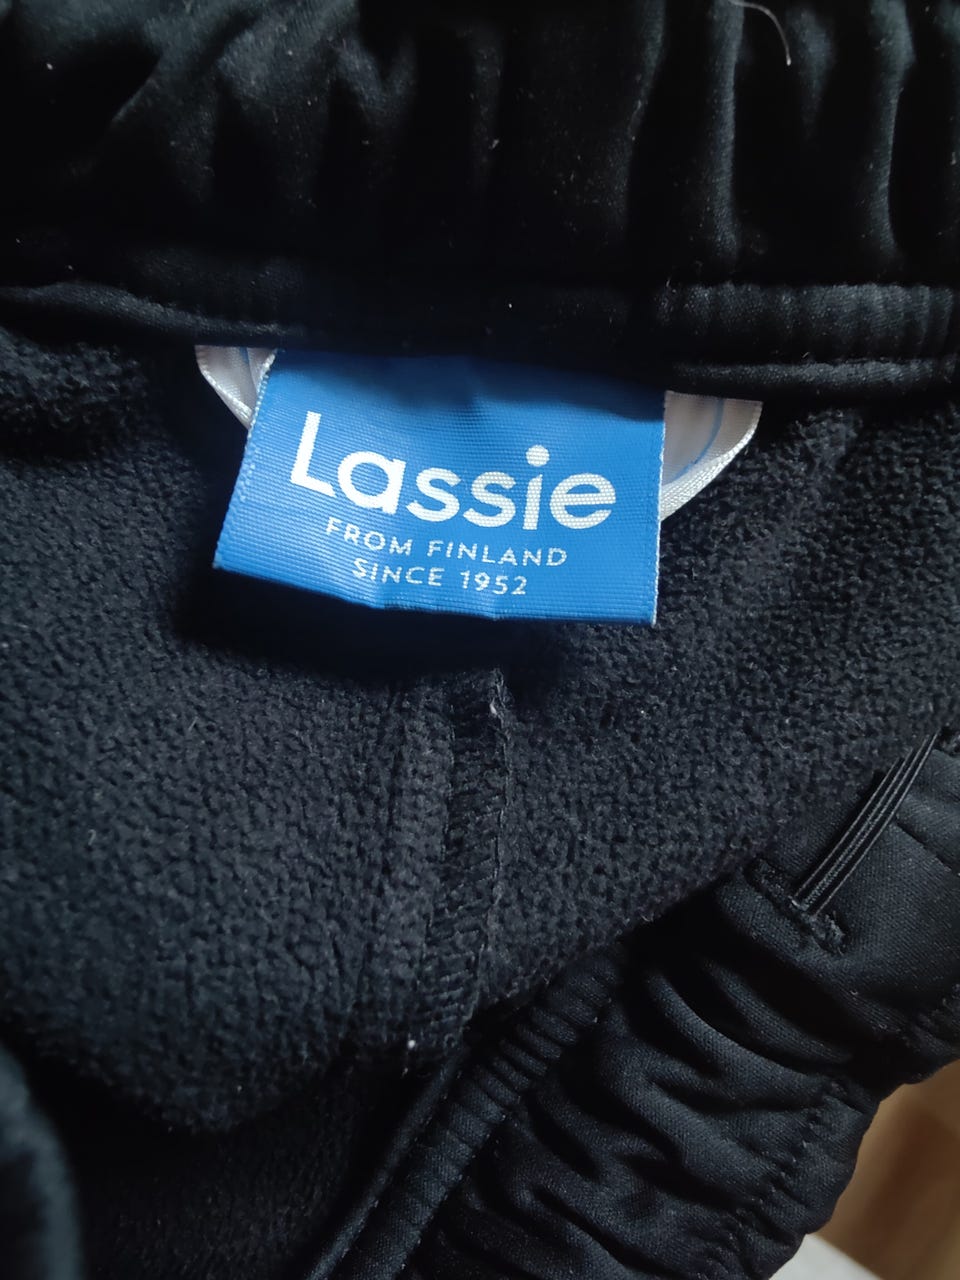 Lassie
FROM FINLAND
SINCE 1952